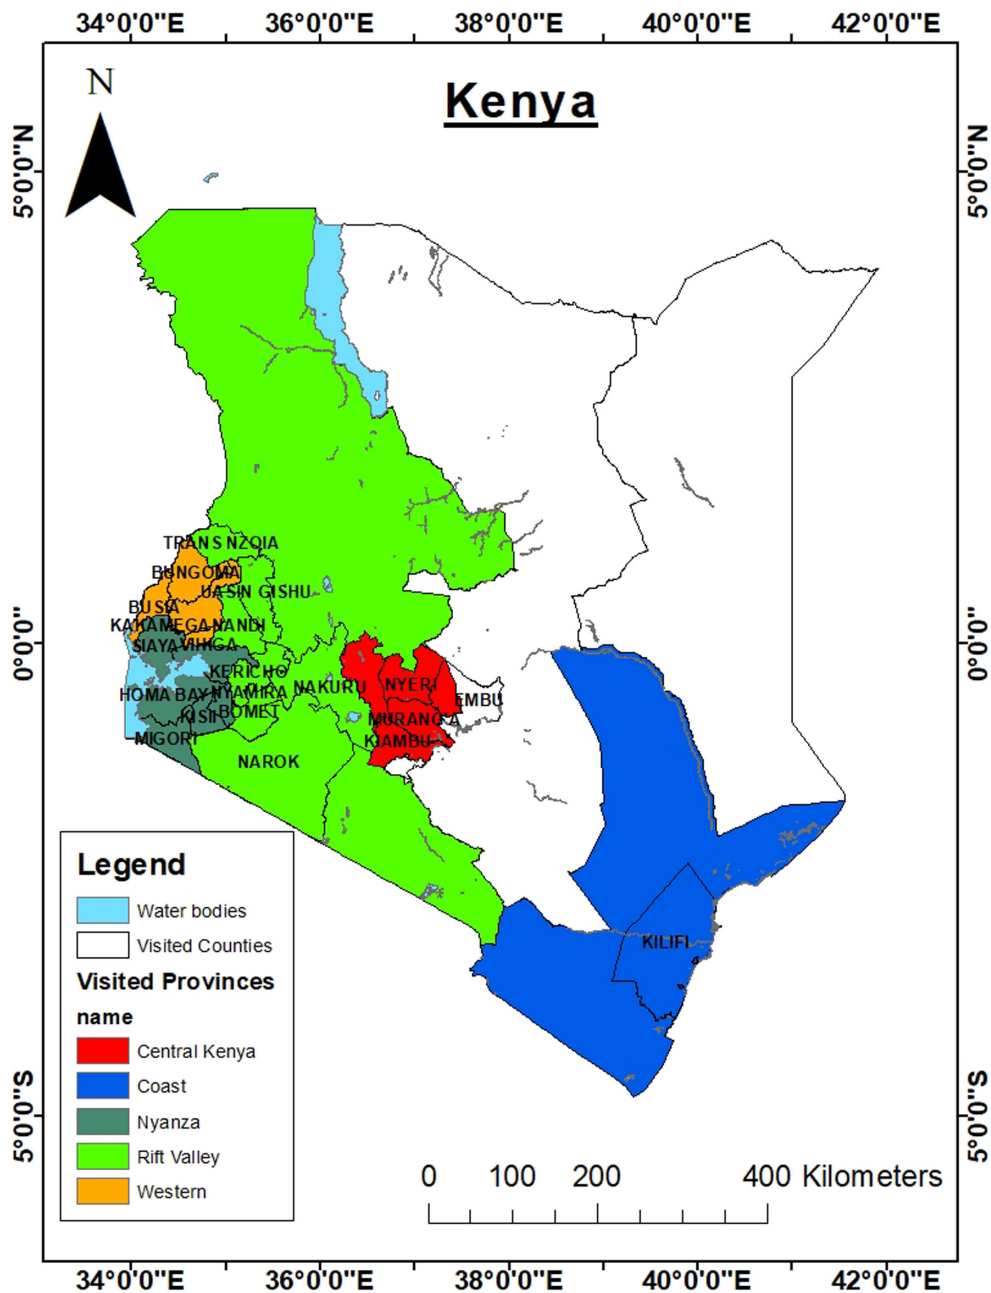 34°0'0"E 36°0'0"E 38°0'0"E 40°0'0"E 42°0'0"E
N
Kenya
5°0'0"N
5°0'0"N
TRANS NZOIA
BUNGOMA
UASIN GISHU
BUSIA
KAKAMEGA NANDI
SIAYA VIHIGA
0°0'0"
0°0'0"
KERICHO
HOMA BAY NYAMIRA NAKURU NYERI
EMBU
KISII BOMET MURANG'A
MIGORI KIAMBU
NAROK
KILIFI
Legend
Water bodies
Visited Counties
Visited Provinces
name
Central Kenya
Coast
Nyanza
Rift Valley
Western
5°0'0"S
5°0'0"S
0 100 200 400 Kilometers
34°0'0"E 36°0'0"E 38°0'0"E 40°0'0"E 42°0'0"E